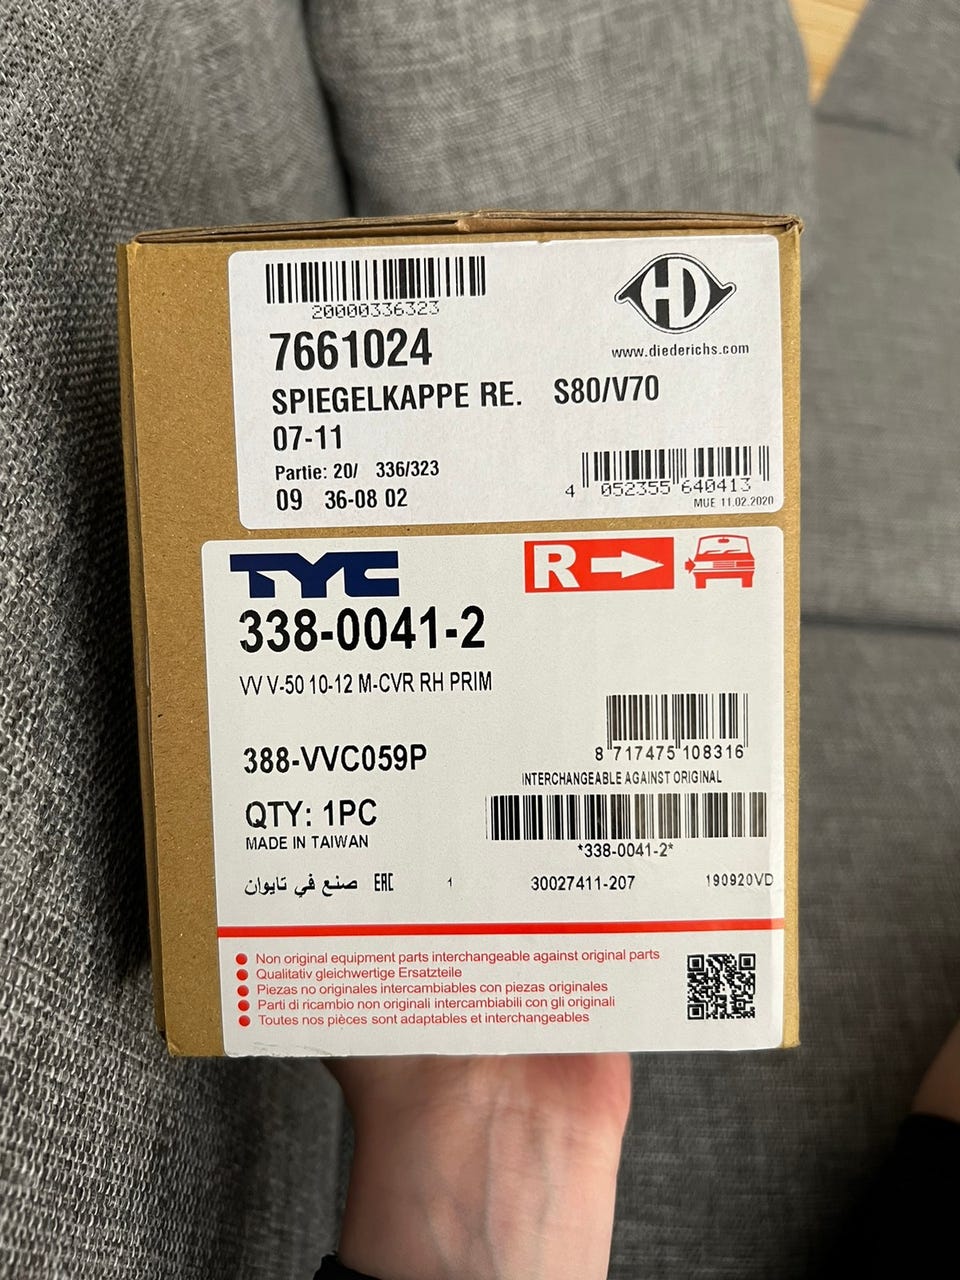 20000336323
HD
7661024
www.diederichs.com
SPIEGELKAPPE RE. S80/V70
07-11
Partie: 20/ 336/323
09 36-08 02
4 052355 640413
MUE 11.02.2020
TYC
R
338-0041-2
VV V-50 10-12 M-CVR RH PRIM
388-VVC059P
8 717475 108316
INTERCHANGEABLE AGAINST ORIGINAL
QTY: 1PC
MADE IN TAIWAN
*338-0041-2*
صنع في تايوان EAC 1 30027411-207 190920VD
Non original equipment parts interchangeable against original parts
Qualitativ gleichwertige Ersatzteile
Piezas no originales intercambiables con piezas originales
Parti di ricambio non originali intercambiabili con gli originali
Toutes nos pièces sont adaptables et interchangeables